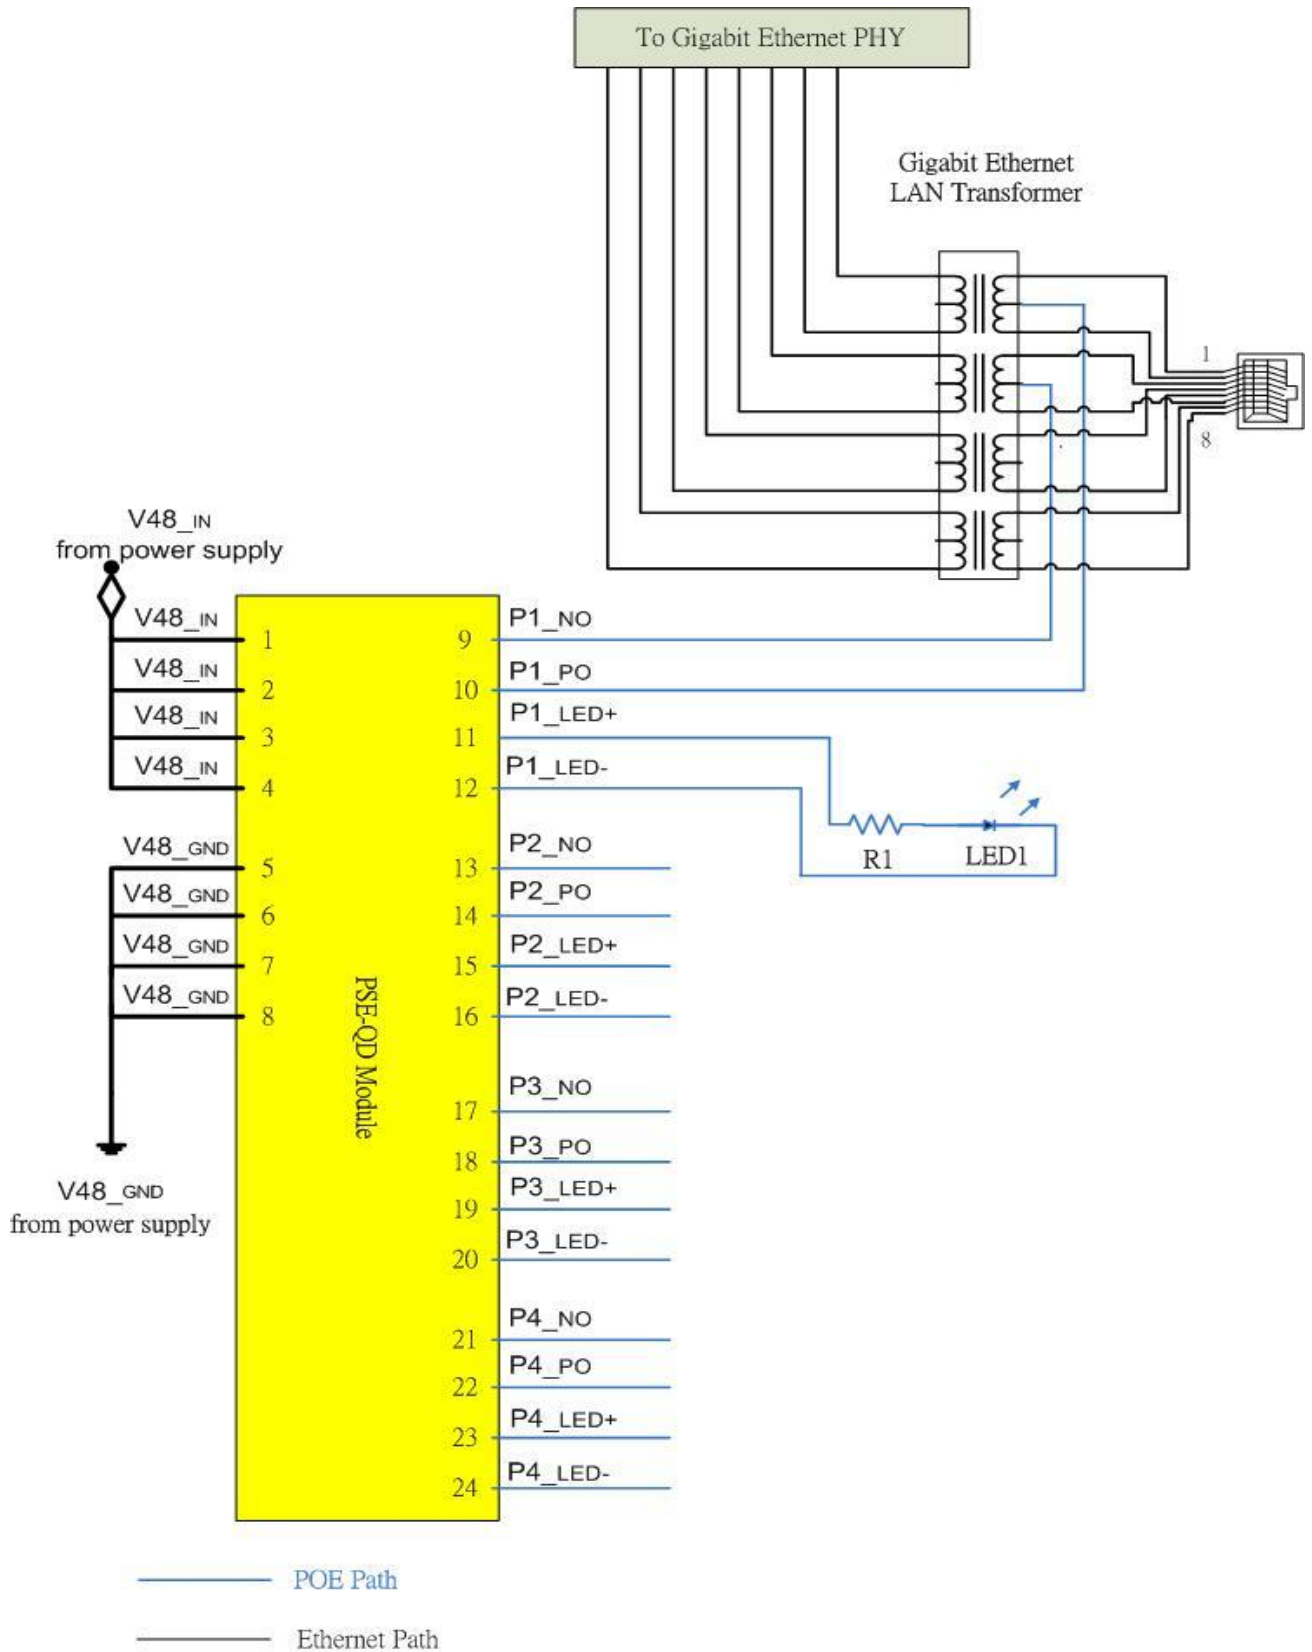 To Gigabit Ethernet PHY
Gigabit Ethernet
LAN Transformer
1
8
V48_IN
from power supply
V48_IN
1
V48_IN
2
V48_IN
3
V48_IN
4
V48_GND
5
V48_GND
6
V48_GND
7
V48_GND
8
V48_GND
from power supply
PSE-QD Module
9
P1_NO
10
P1_PO
11
P1_LED+
12
P1_LED-
R1
LED1
13
P2_NO
14
P2_PO
15
P2_LED+
16
P2_LED-
17
P3_NO
18
P3_PO
19
P3_LED+
20
P3_LED-
21
P4_NO
22
P4_PO
23
P4_LED+
24
P4_LED-
POE Path
Ethernet Path